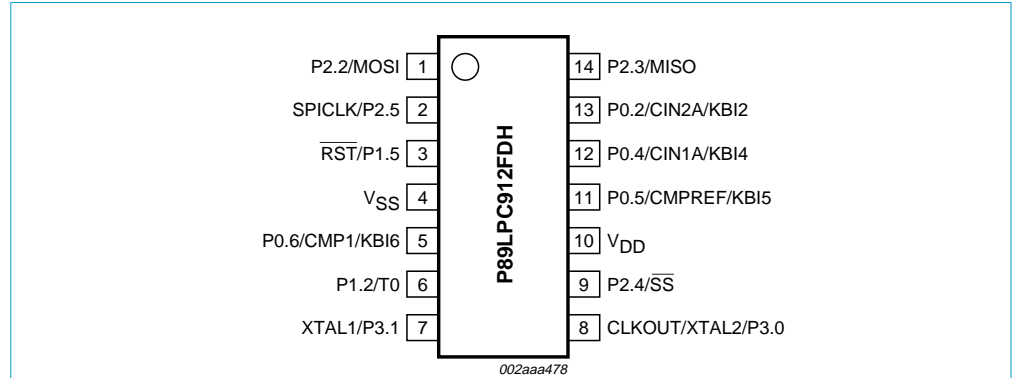 P2.2/MOSI 1
SPICLK/P2.5 2
RST/P1.5 3
VSS 4
P0.6/CMP1/KBI6 5
P1.2/T0 6
XTAL1/P3.1 7
P89LPC912FDH
14 P2.3/MISO
13 P0.2/CIN2A/KBI2
12 P0.4/CIN1A/KBI4
11 P0.5/CMPREF/KBI5
10 VDD
9 P2.4/SS
8 CLKOUT/XTAL2/P3.0
002aaa478